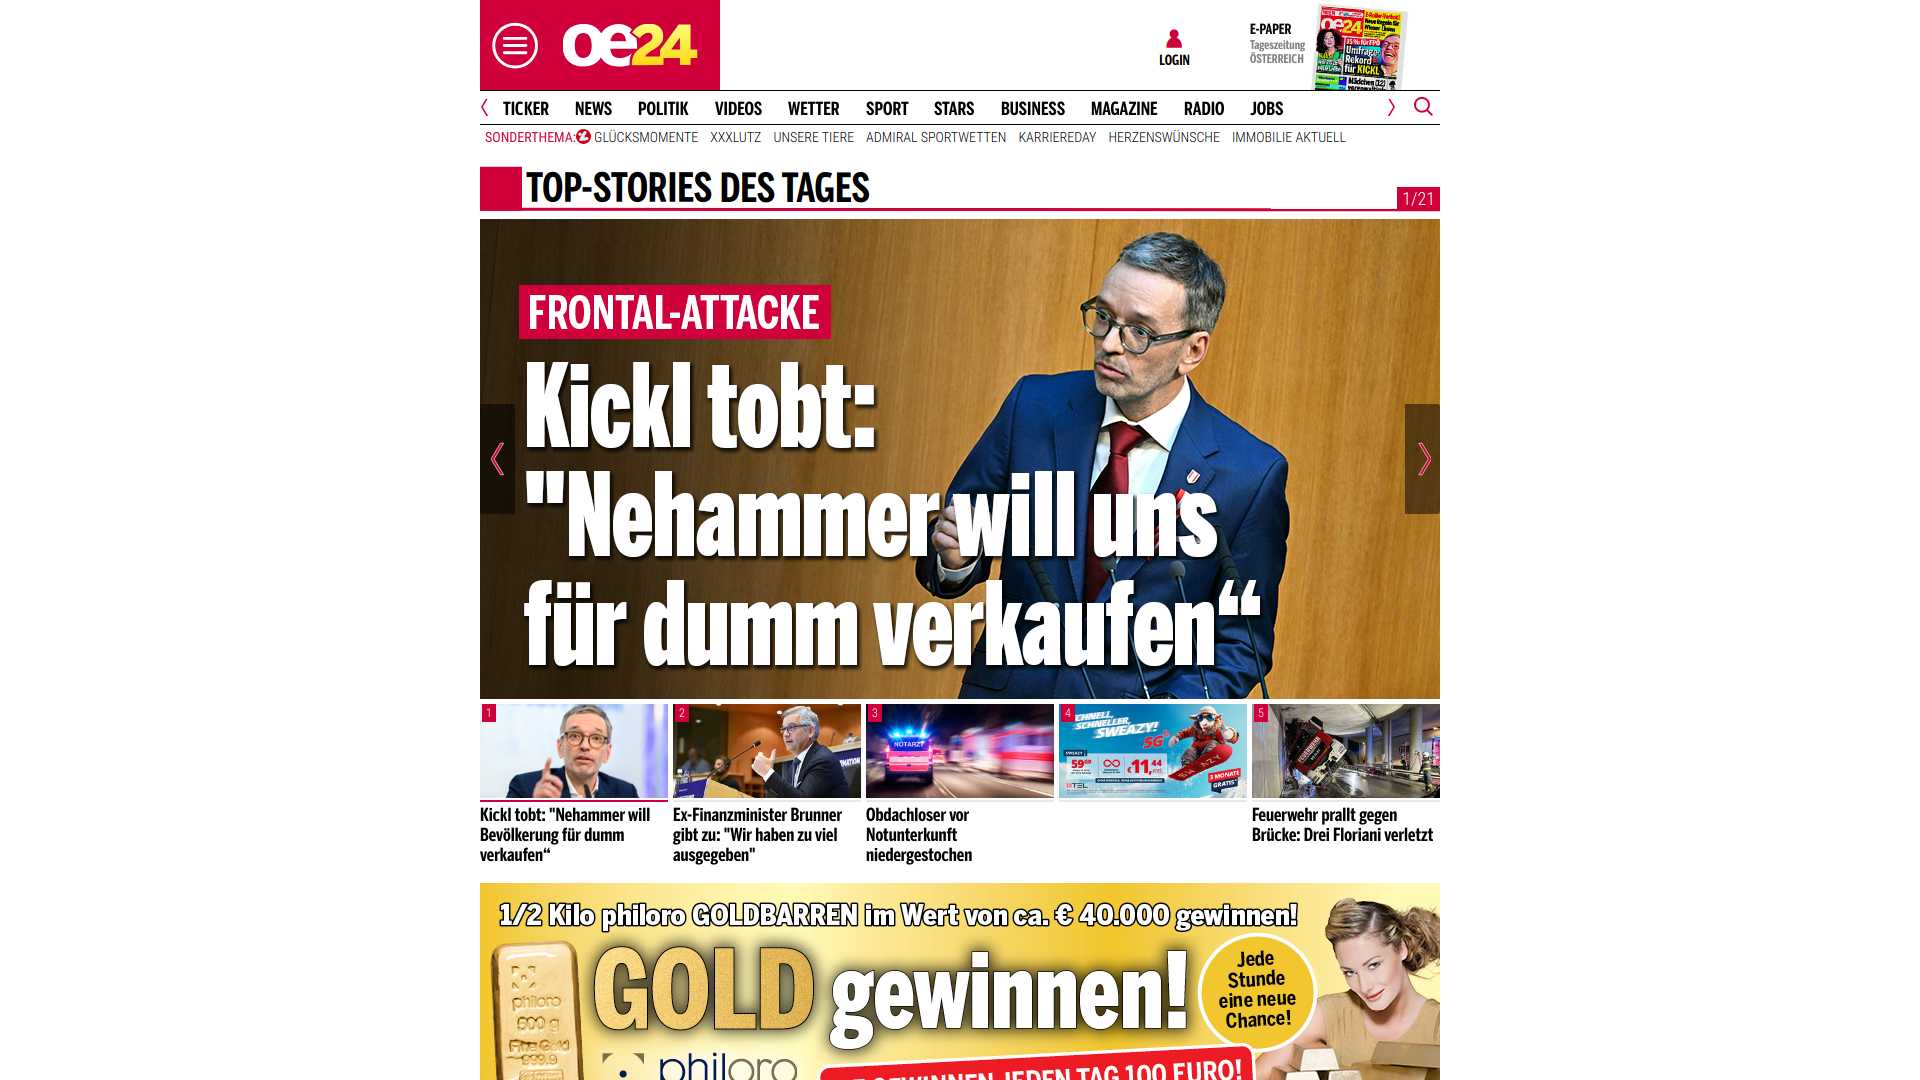 oe24
LOGIN
E-PAPER
Tageszeitung
ÖSTERREICH
oe24
Umfrage-
Rekord
für KICKL
TICKER NEWS POLITIK VIDEOS WETTER SPORT STARS BUSINESS MAGAZINE RADIO JOBS
SONDERTHEMA: GLÜCKSMOMENTE XXXLUTZ UNSERE TIERE ADMIRAL SPORTWETTEN KARRIEREDAY HERZENSWÜNSCHE IMMOBILIE AKTUELL
TOP-STORIES DES TAGES
1/21
FRONTAL-ATTACKE
Kickl tobt:
"Nehammer will uns
für dumm verkaufen“
1
2
3
4
5
NOTARZT
SCHNELL,
SCHNELLER,
SWEAZY!
5G
€11,44
3 MONATE
GRATIS
Kickl tobt: "Nehammer will
Bevölkerung für dumm
verkaufen“
Ex-Finanzminister Brunner
gibt zu: "Wir haben zu viel
ausgegeben"
Obdachloser vor
Notunterkunft
niedergestochen
Feuerwehr prallt gegen
Brücke: Drei Floriani verletzt
1/2 Kilo philoro GOLDBARREN im Wert von ca. € 40.000 gewinnen!
GOLD gewinnen!
Jede
Stunde
eine neue
Chance!
philoro
500 g
Fine Gold
999.9
philoro
GEWINNEN JEDEN TAG 100 EURO!